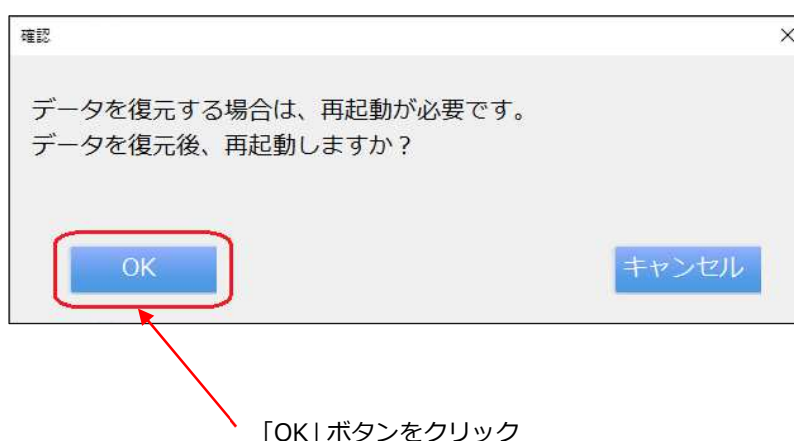 確認
データを復元する場合は、再起動が必要です。
データを復元後、再起動しますか？
OK キャンセル
「OK」ボタンをクリック